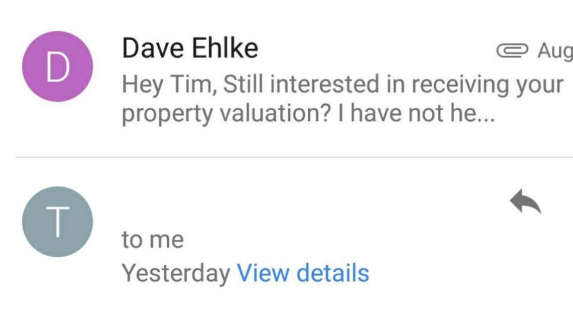 D
Dave Ehlke
Aug
Hey Tim, Still interested in receiving your
property valuation? I have not he...
T
to me
Yesterday View details